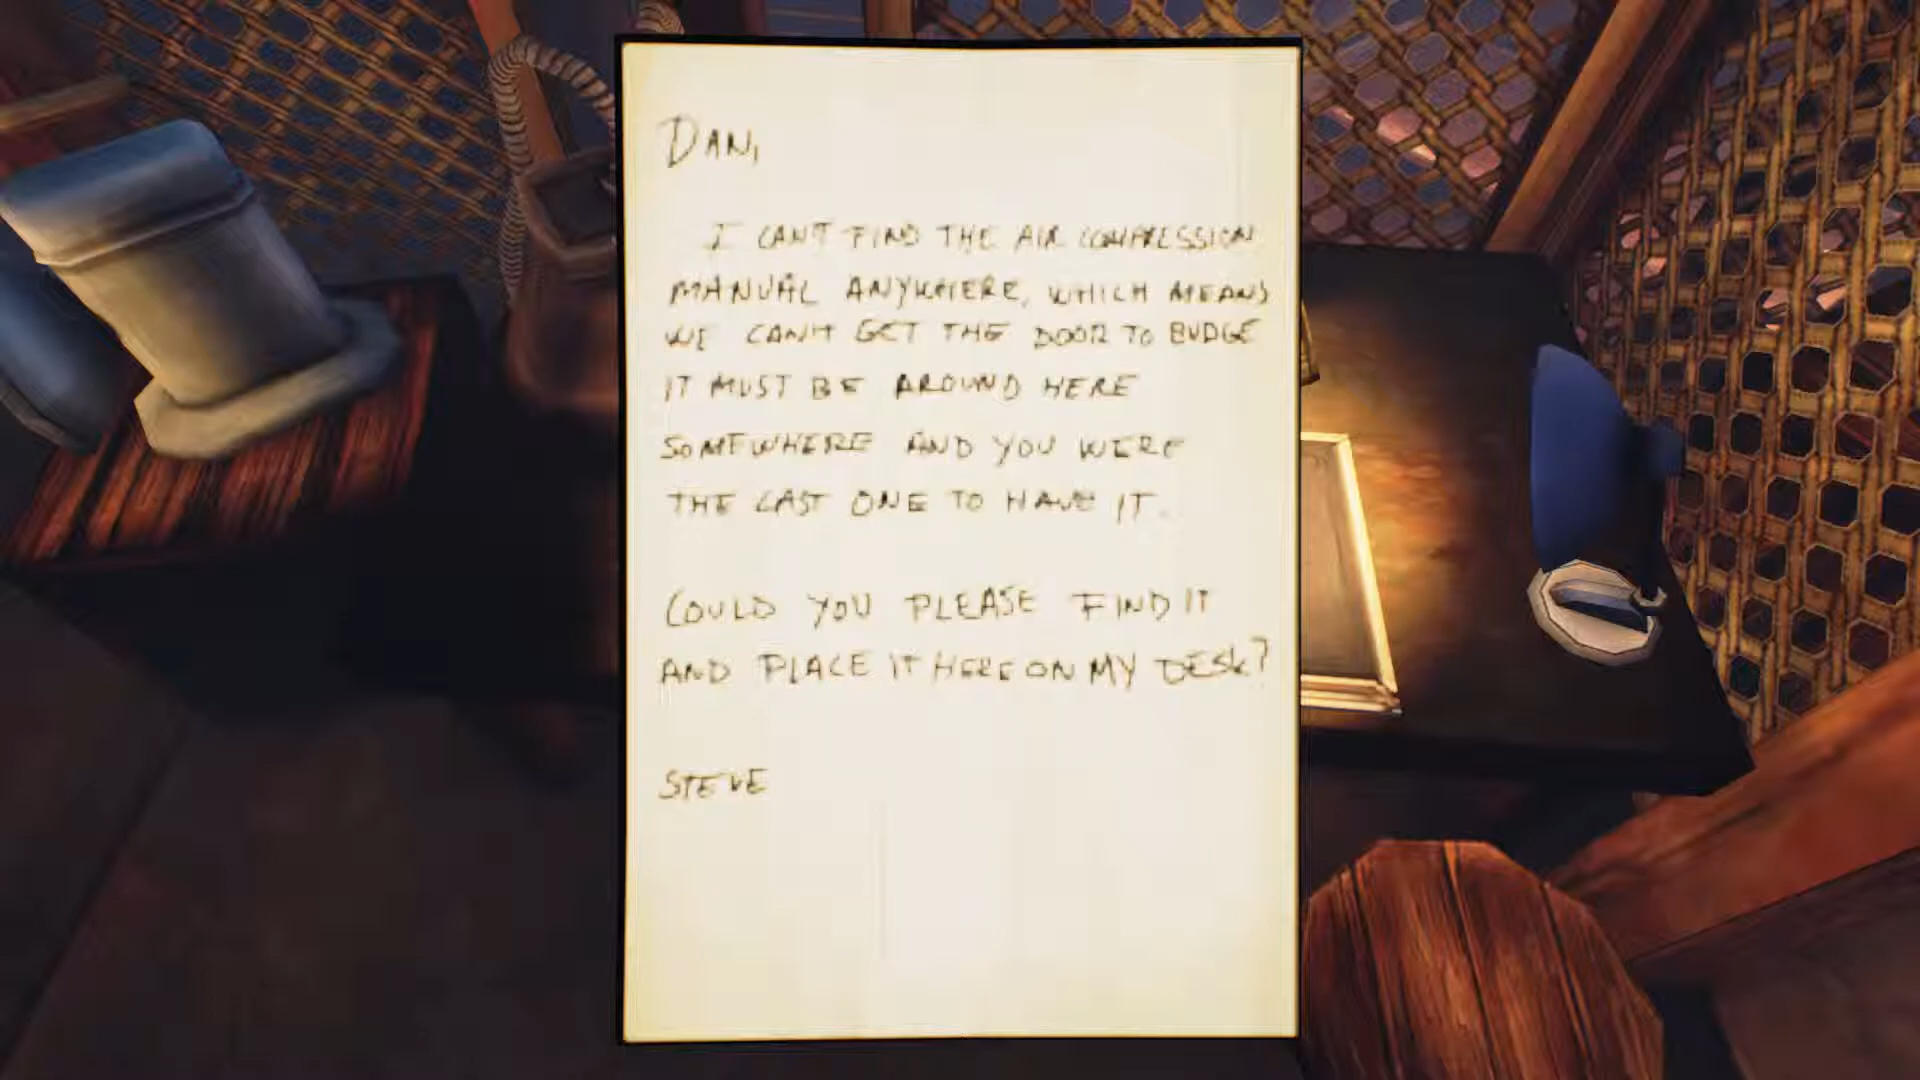 DAN,
I CAN'T FIND THE AIR COMPRESSION
MANUAL ANYWHERE, WHICH MEANS
WE CAN'T GET THE DOOR TO BUDGE
IT MUST BE AROUND HERE
SOMEWHERE AND YOU WERE
THE LAST ONE TO HAVE IT.
COULD YOU PLEASE FIND IT
AND PLACE IT HERE ON MY DESK?
STEVE